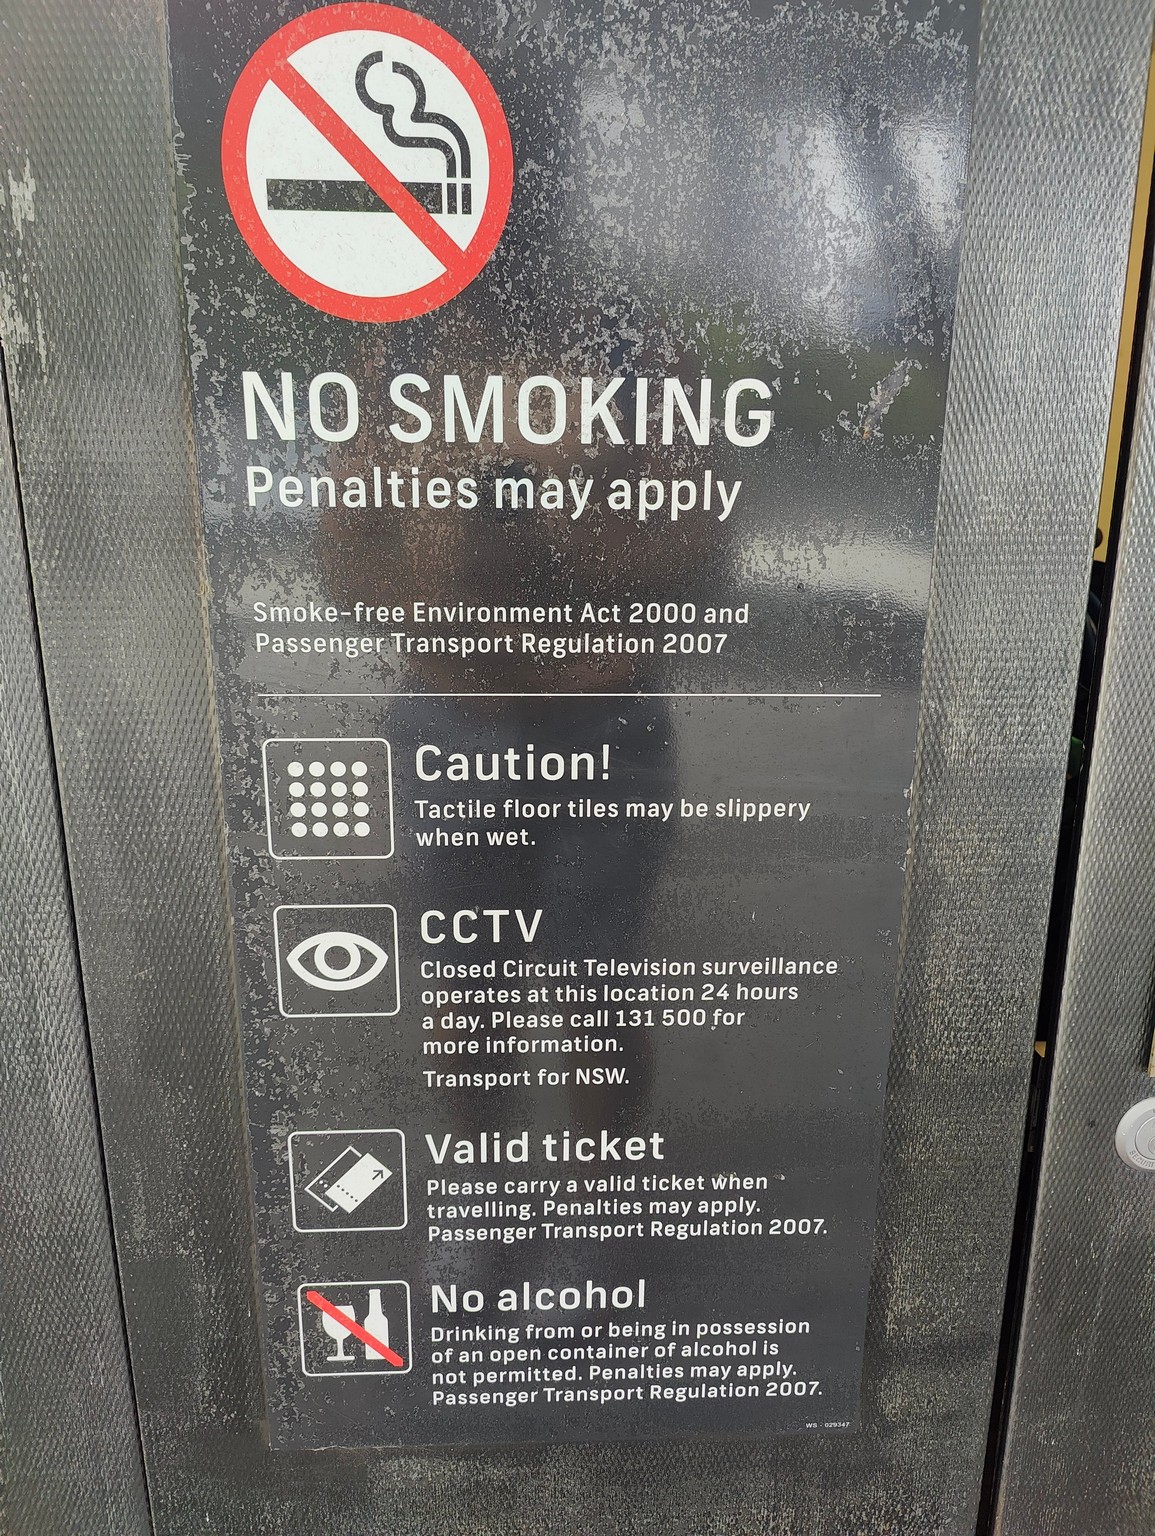 NO SMOKING
Penalties may apply
Smoke-free Environment Act 2000 and
Passenger Transport Regulation 2007
Caution!
Tactile floor tiles may be slippery
when wet.
CCTV
Closed Circuit Television surveillance
operates at this location 24 hours
a day. Please call 131 500 for
more information.
Transport for NSW.
Valid ticket
Please carry a valid ticket when
travelling. Penalties may apply.
Passenger Transport Regulation 2007.
No alcohol
Drinking from or being in possession
of an open container of alcohol is
not permitted. Penalties may apply.
Passenger Transport Regulation 2007.
WS - 029347